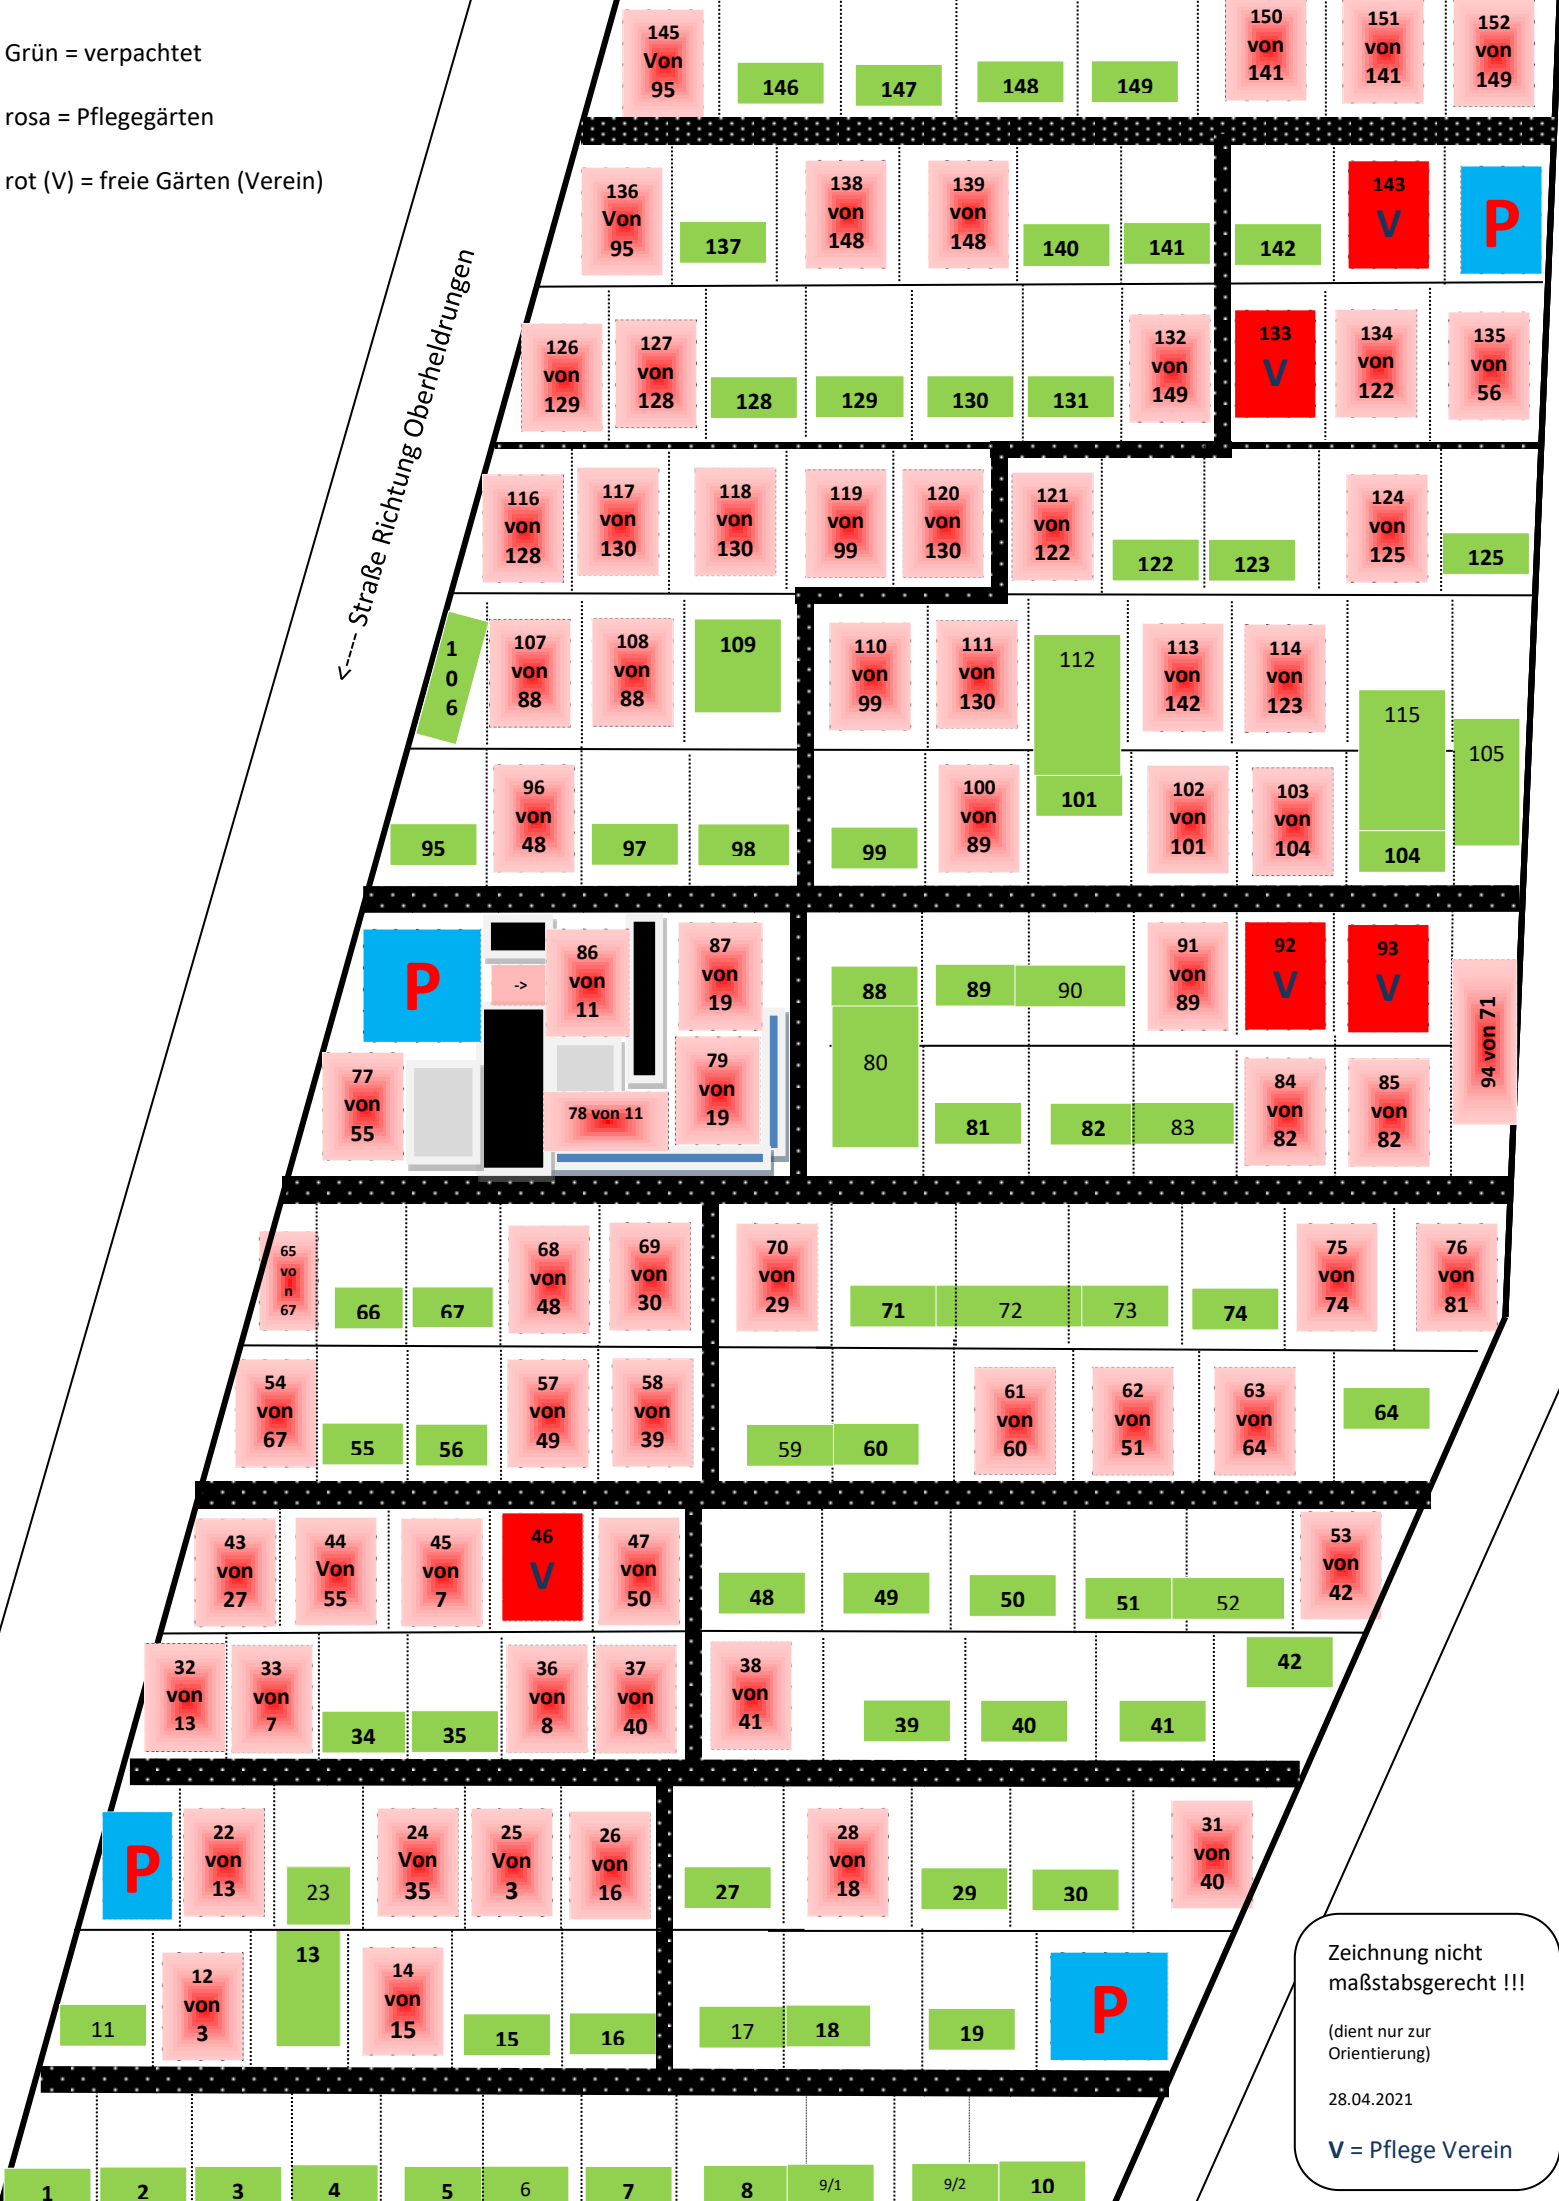 Grün = verpachtet
rosa = Pflegegärten
rot (V) = freie Gärten (Verein)
<---- Straße Richtung Oberheldrungen
145
Von
95
146
147
148
149
150
von
141
151
von
141
152
von
149
136
Von
95
137
138
von
148
139
von
148
140
141
142
143
V
P
126
von
129
127
von
128
128
129
130
131
132
von
149
133
V
134
von
122
135
von
56
116
von
128
117
von
130
118
von
130
119
von
99
120
von
130
121
von
122
122
123
124
von
125
125
1
0
6
107
von
88
108
von
88
109
110
von
99
111
von
130
112
113
von
142
114
von
123
115
105
95
96
von
48
97
98
99
100
von
89
101
102
von
101
103
von
104
104
P
->
86
von
11
87
von
19
88
89
90
91
von
89
92
V
93
V
94 von 71
77
von
55
78 von 11
79
von
19
80
81
82
83
84
von
82
85
von
82
65
vo
n
67
66
67
68
von
48
69
von
30
70
von
29
71
72
73
74
75
von
74
76
von
81
54
von
67
55
56
57
von
49
58
von
39
59
60
61
von
60
62
von
51
63
von
64
64
43
von
27
44
Von
55
45
von
7
46
V
47
von
50
48
49
50
51
52
53
von
42
32
von
13
33
von
7
34
35
36
von
8
37
von
40
38
von
41
39
40
41
42
P
22
von
13
23
24
Von
35
25
Von
3
26
von
16
27
28
von
18
29
30
31
von
40
11
12
von
3
13
14
von
15
15
16
17
18
19
P
1
2
3
4
5
6
7
8
9/1
9/2
10
Zeichnung nicht
maßstabsgerecht !!!
(dient nur zur
Orientierung)
28.04.2021
V = Pflege Verein